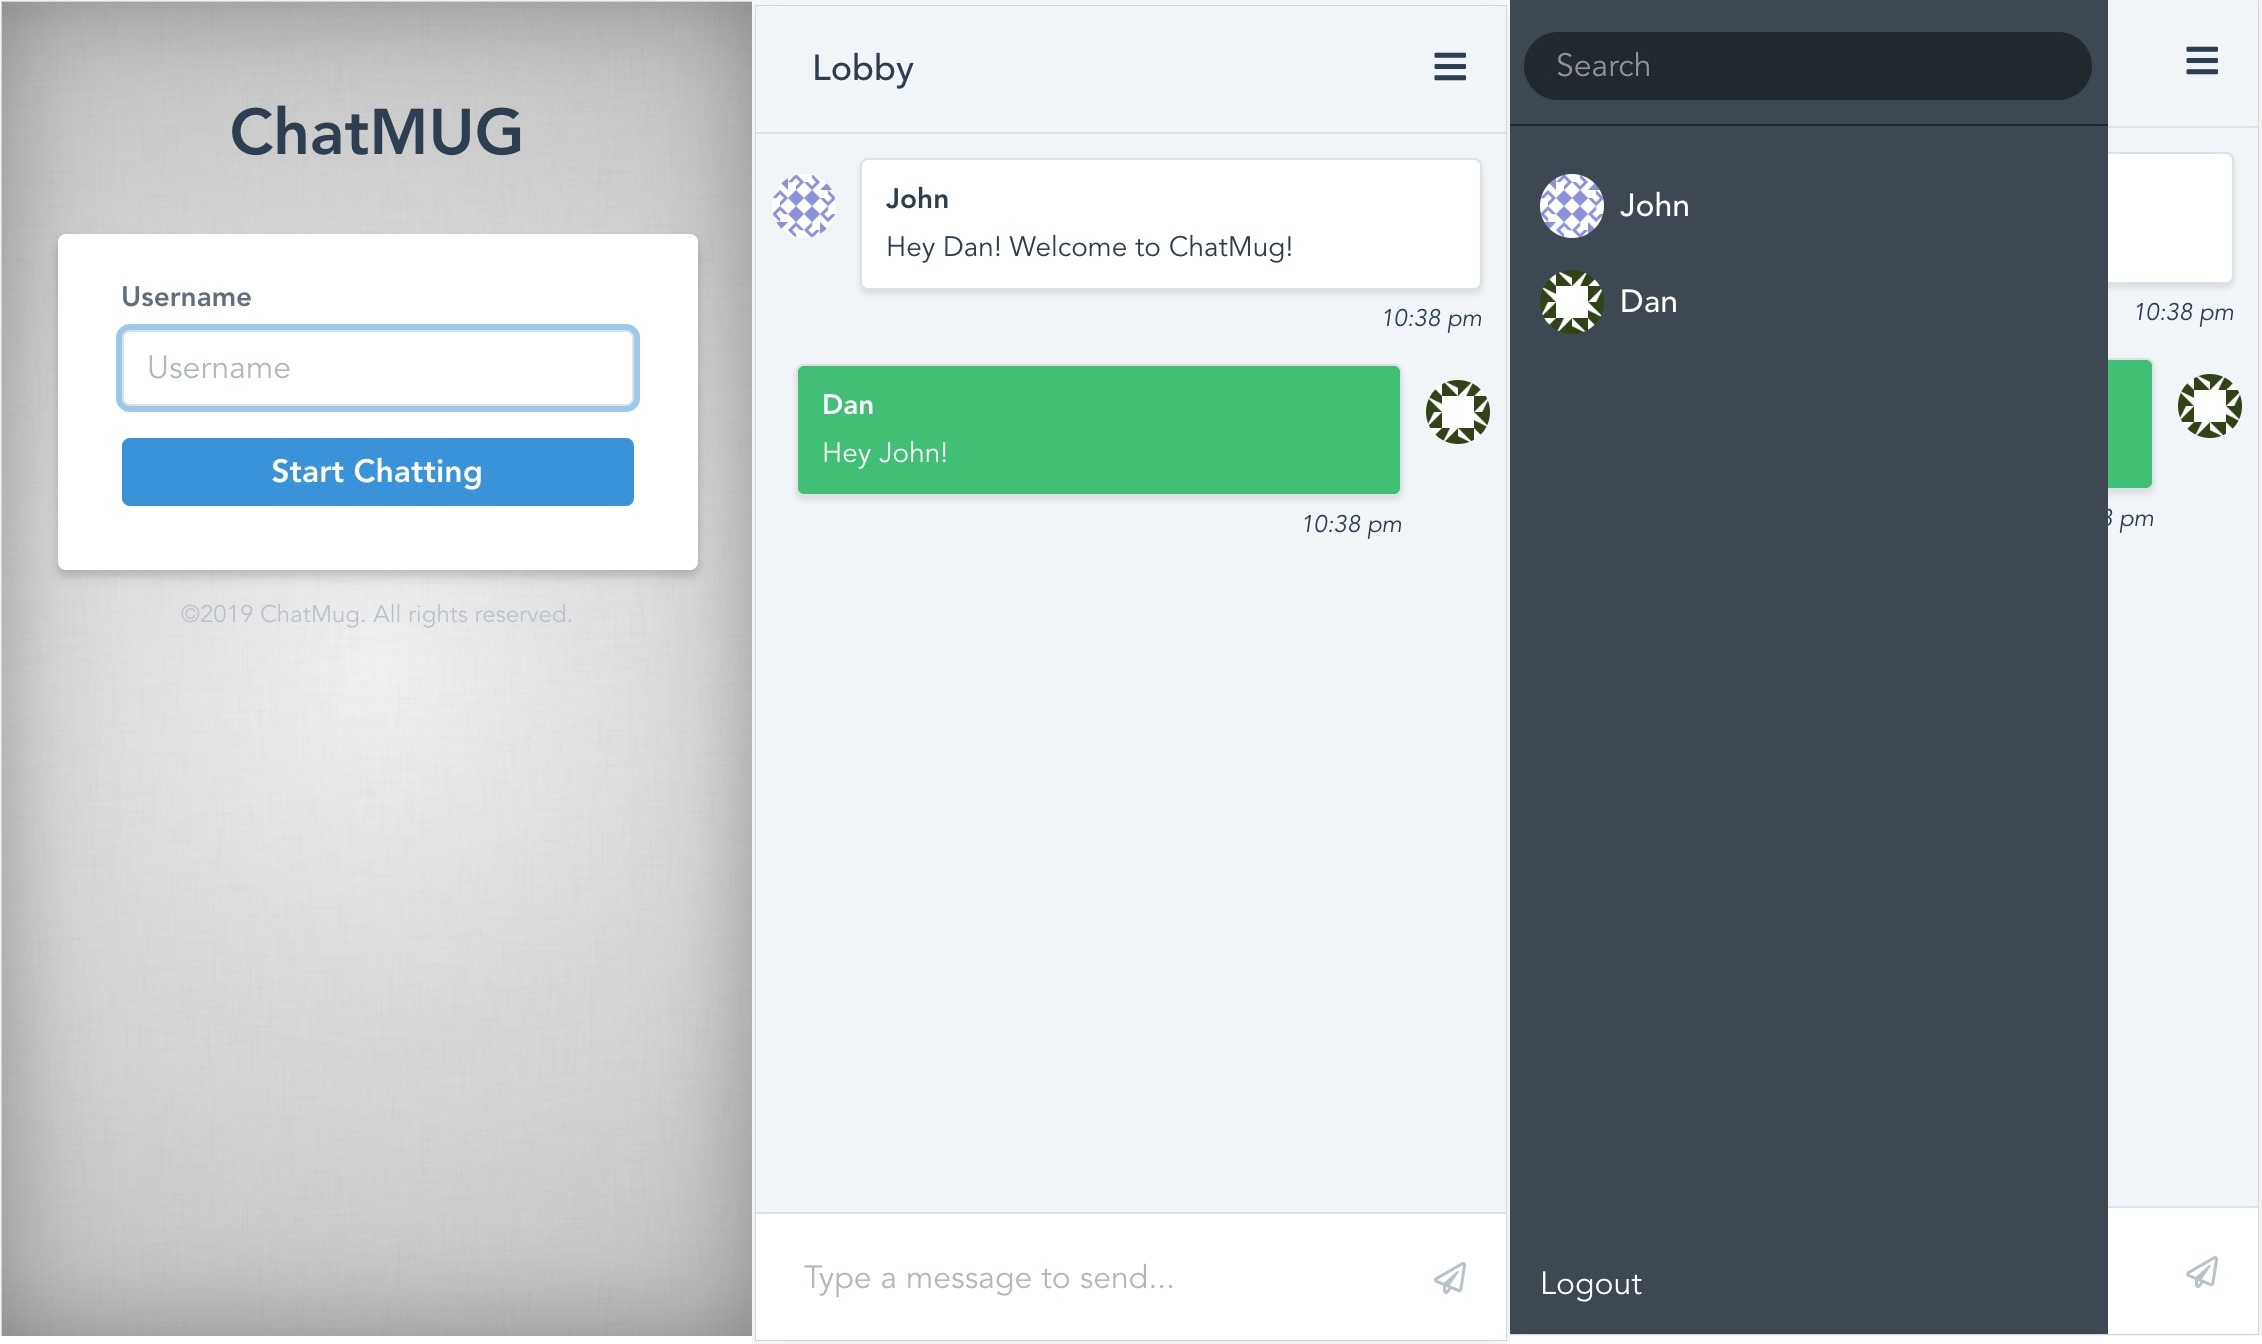 ChatMUG
Username
Username
Start Chatting
©2019 ChatMug. All rights reserved.
Lobby
John
Hey Dan! Welcome to ChatMug!
10:38 pm
Dan
Hey John!
10:38 pm
Type a message to send...
Search
John
Dan
Logout
10:38 pm
pm